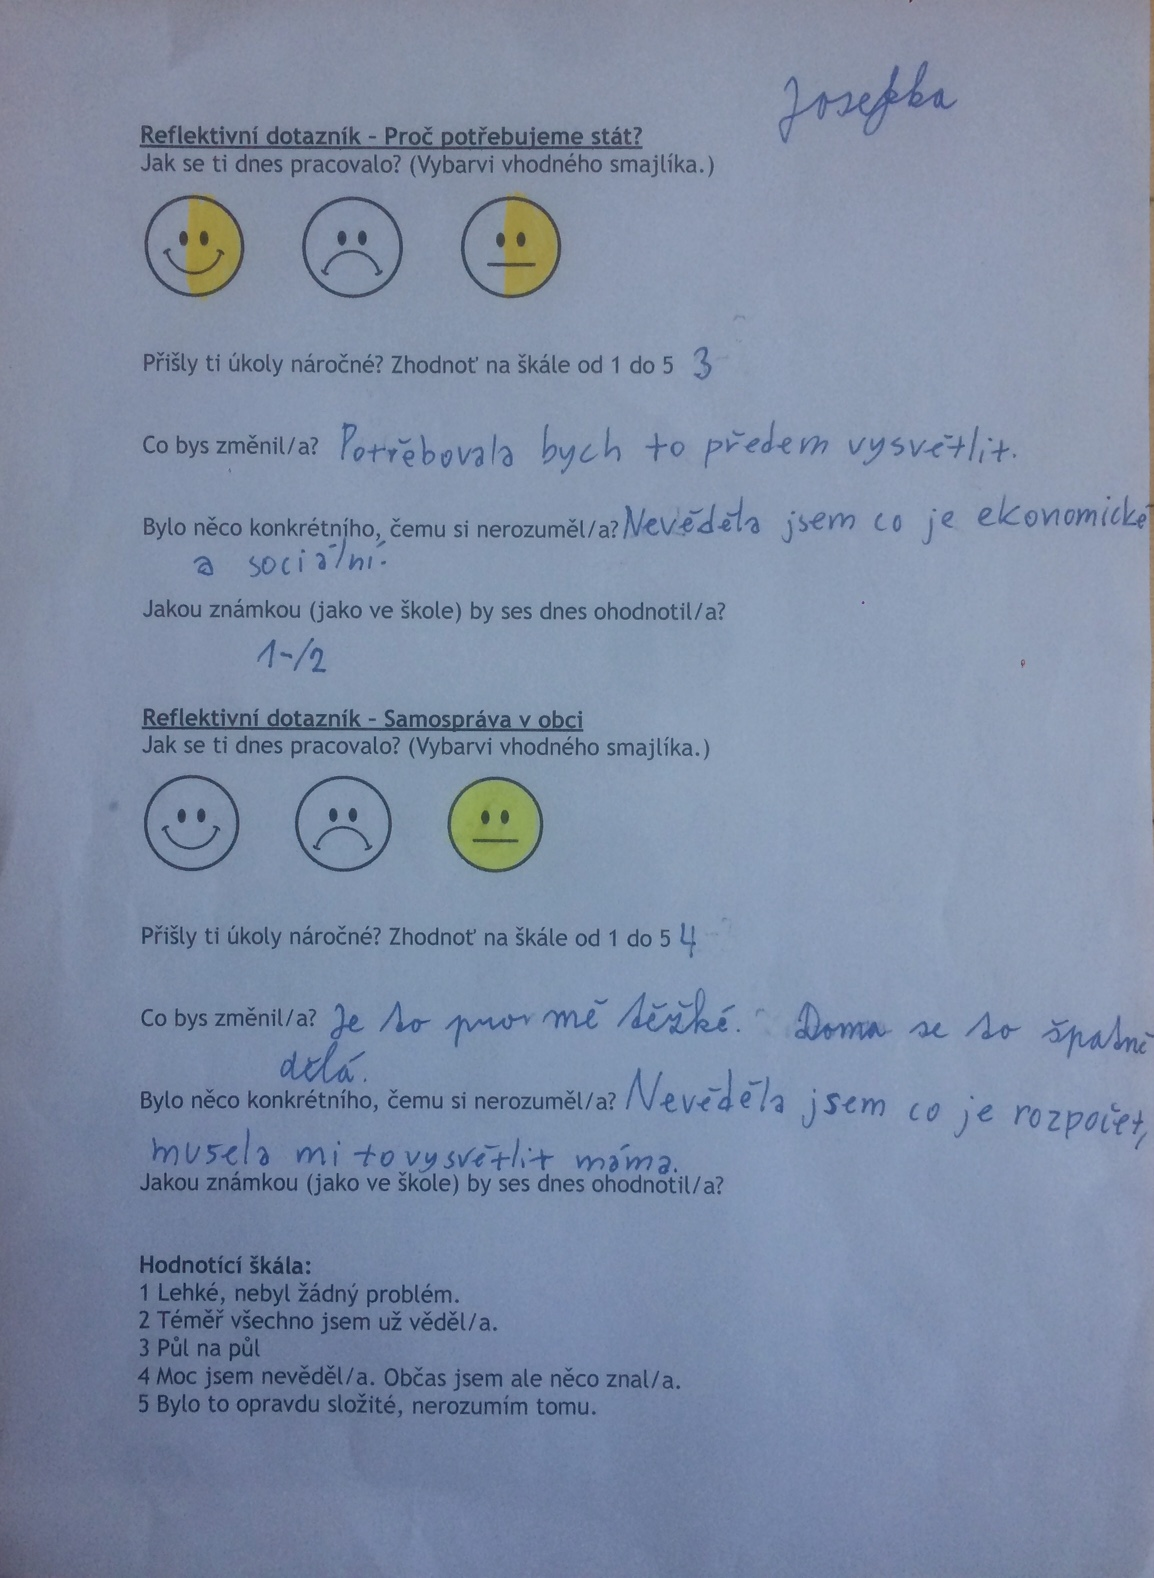 Josefka
Reflektivní dotazník - Proč potřebujeme stát?
Jak se ti dnes pracovalo? (Vybarvi vhodného smajlíka.)
Přišly ti úkoly náročné? Zhodnoť na škále od 1 do 5 3
Co bys změnil/a? Potřebovala bych to předem vysvětlit.
Bylo něco konkrétního, čemu si nerozuměl/a? Nevěděla jsem co je ekonomické
a sociální.
Jakou známkou (jako ve škole) by ses dnes ohodnotil/a?
1-/2
Reflektivní dotazník - Samospráva v obci
Jak se ti dnes pracovalo? (Vybarvi vhodného smajlíka.)
Přišly ti úkoly náročné? Zhodnoť na škále od 1 do 5 4
Co bys změnil/a? Je to pro mě těžké. Doma se to špatně
dělá.
Bylo něco konkrétního, čemu si nerozuměl/a? Nevěděla jsem co je rozpočet,
musela mi to vysvětlit máma.
Jakou známkou (jako ve škole) by ses dnes ohodnotil/a?
Hodnotící škála:
1 Lehké, nebyl žádný problém.
2 Téměř všechno jsem už věděl/a.
3 Půl na půl
4 Moc jsem nevěděl/a. Občas jsem ale něco znal/a.
5 Bylo to opravdu složité, nerozumím tomu.